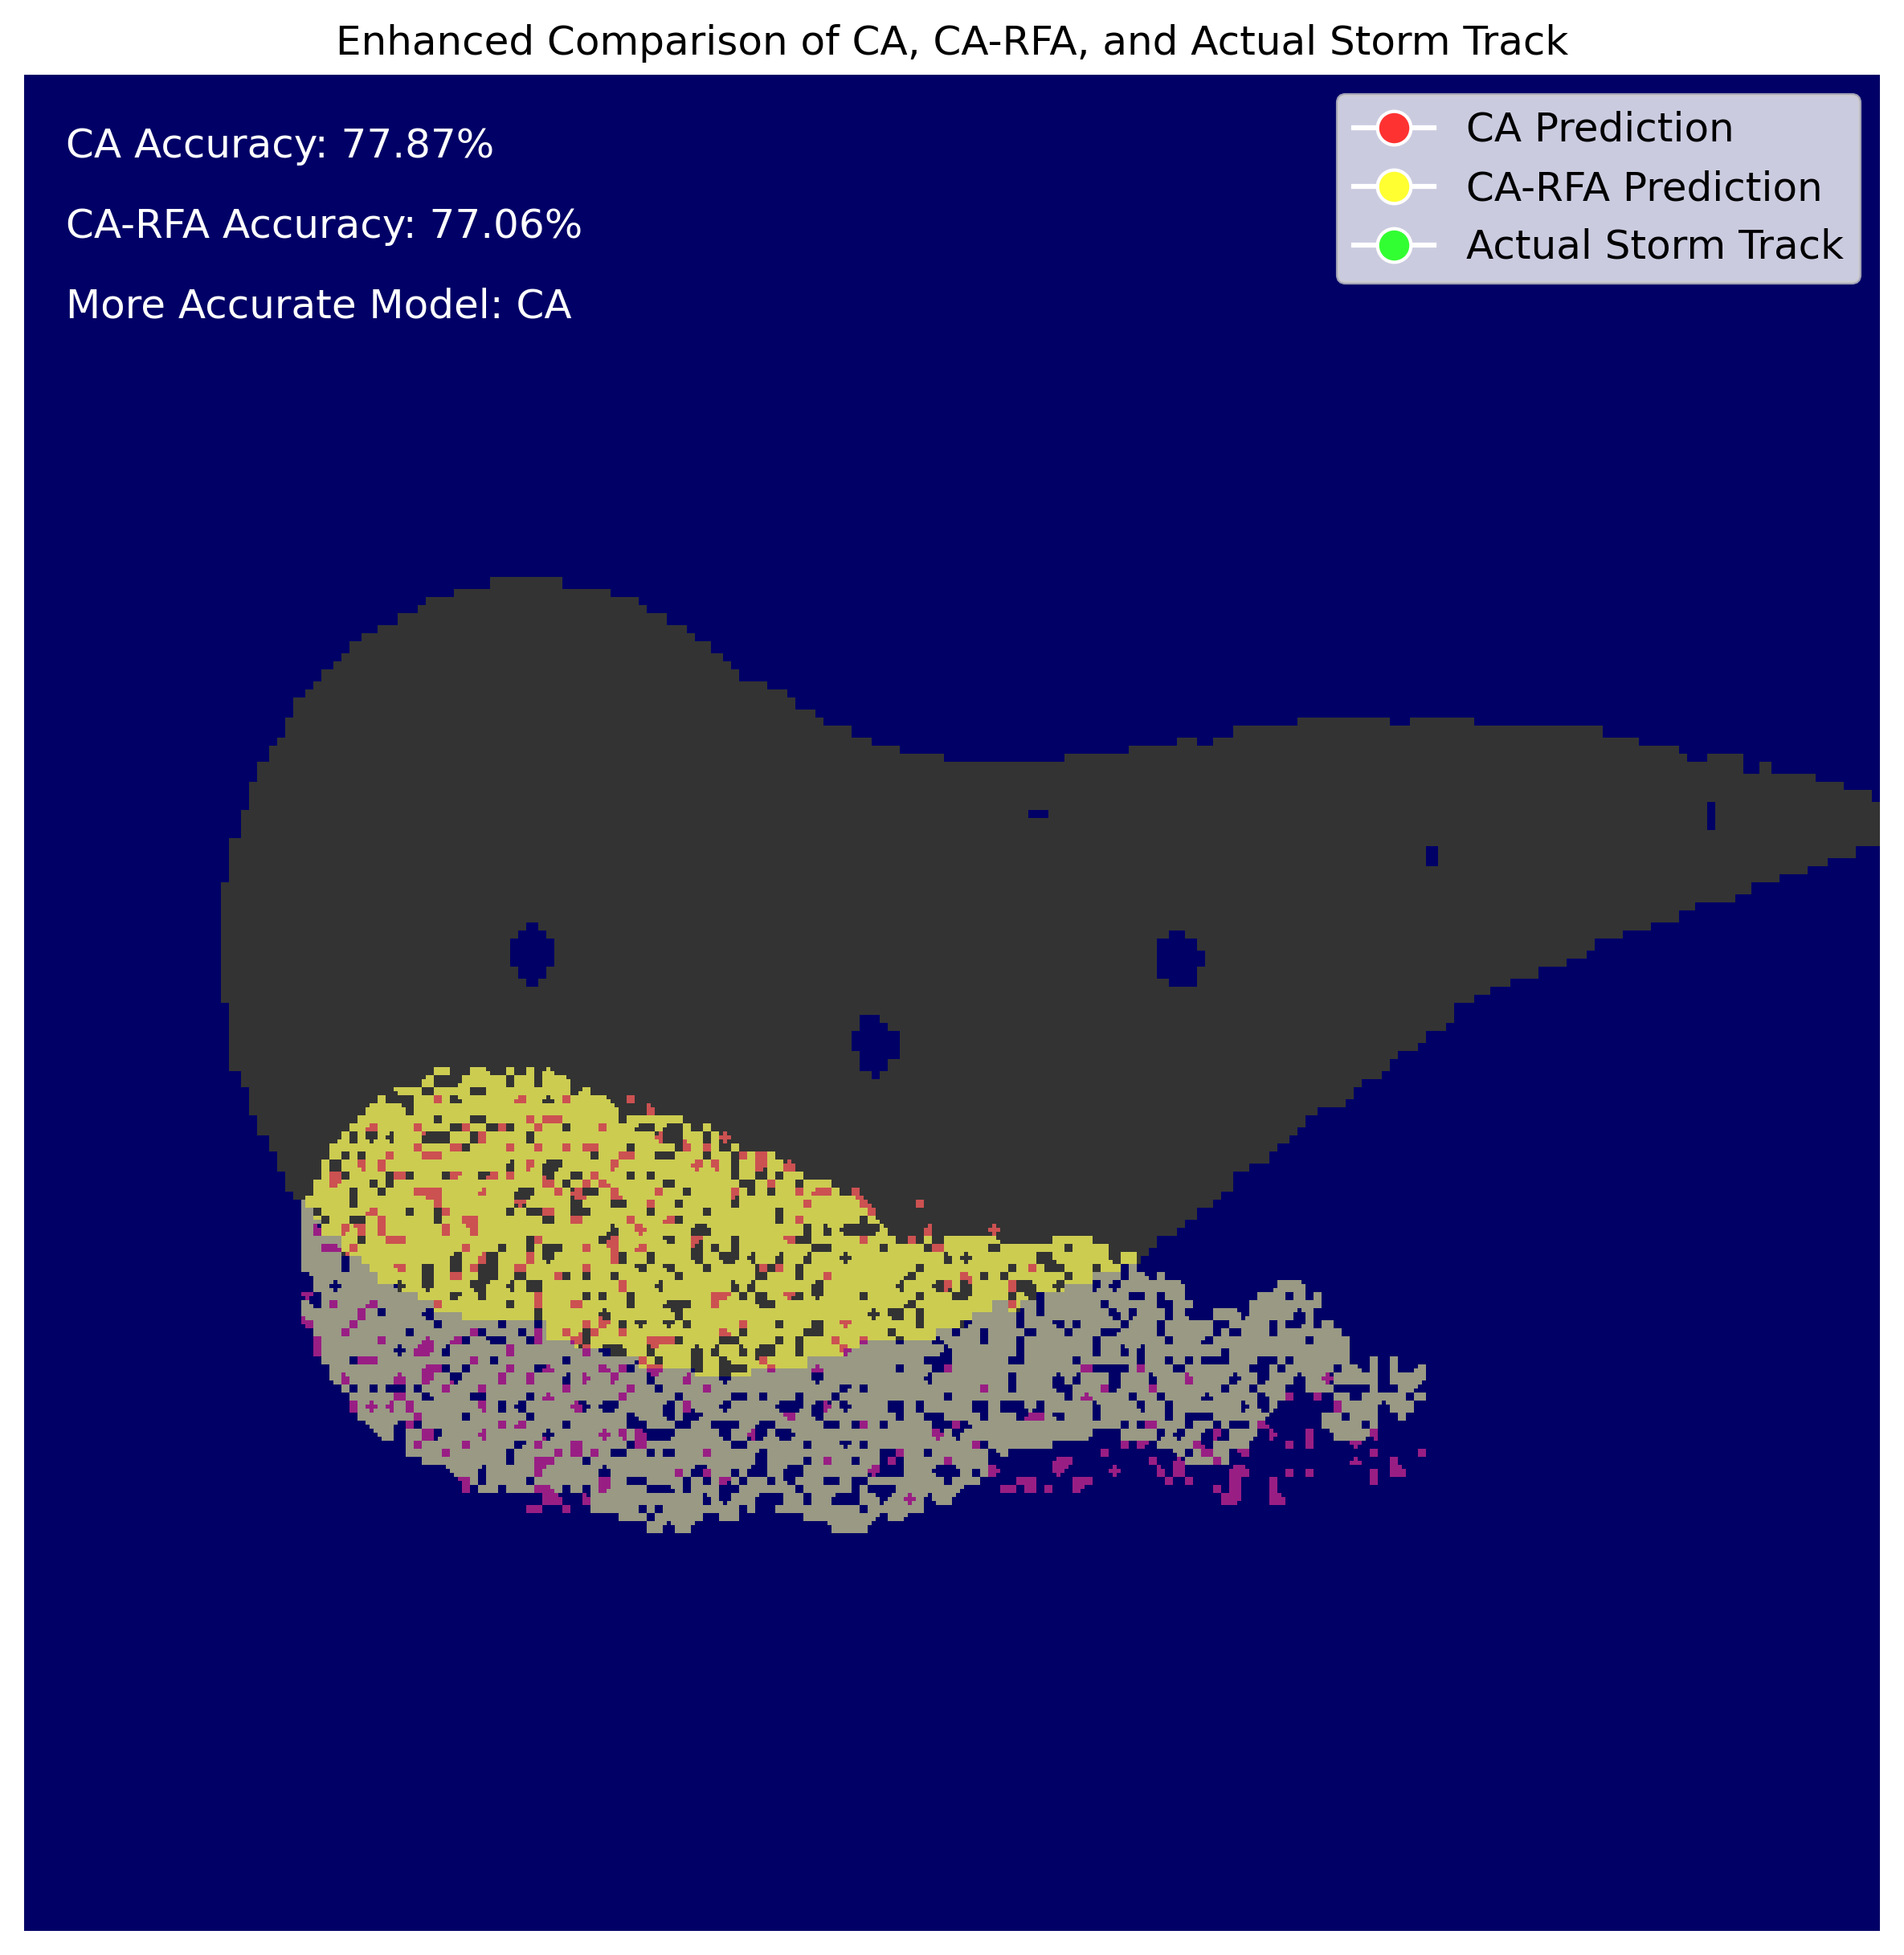 Enhanced Comparison of CA, CA-RFA, and Actual Storm Track
CA Accuracy: 77.87%
CA-RFA Accuracy: 77.06%
More Accurate Model: CA
CA Prediction
CA-RFA Prediction
Actual Storm Track